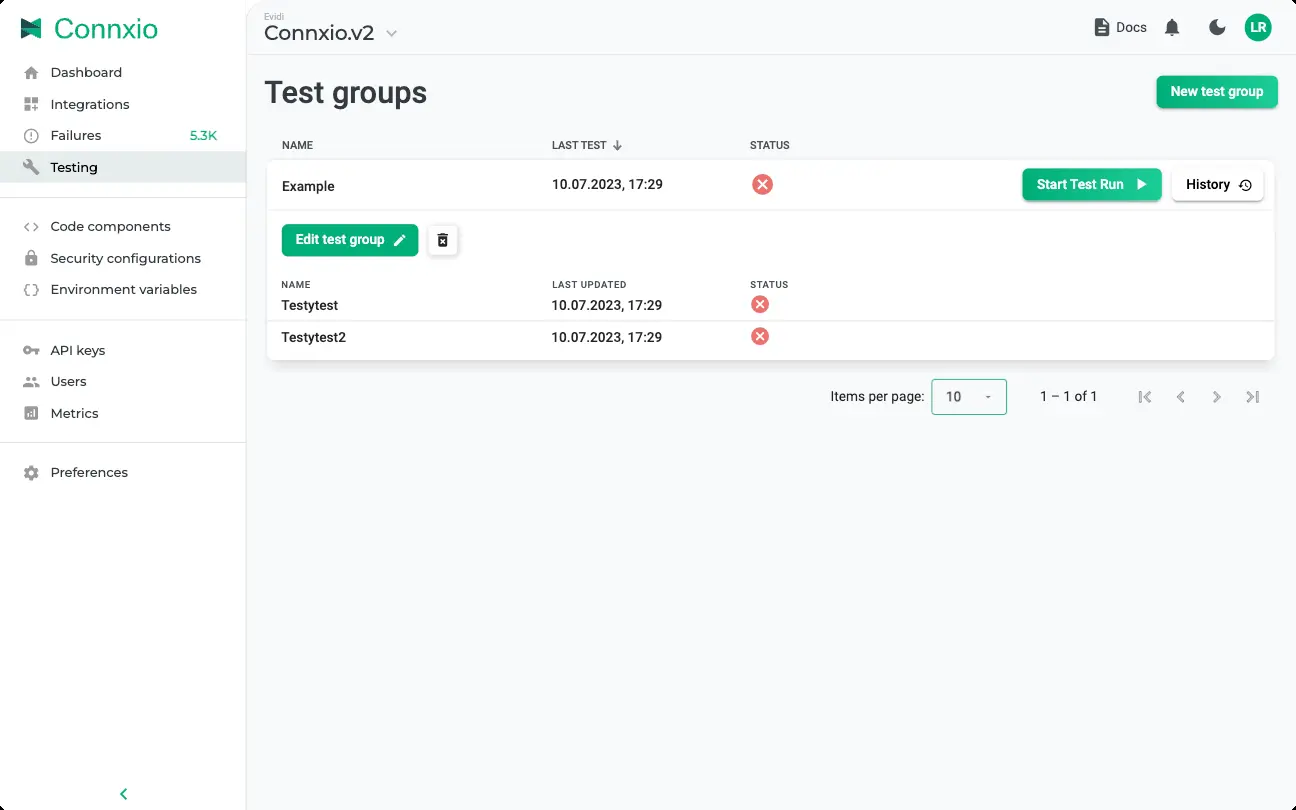 Connxio
Dashboard
Integrations
Failures 5.3K
Testing
Code components
Security configurations
Environment variables
API keys
Users
Metrics
Preferences
Evidi
Connxio.v2
Docs
LR
Test groups
New test group
NAME LAST TEST STATUS
Example 10.07.2023, 17:29 Start Test Run History
Edit test group
NAME LAST UPDATED STATUS
Testytest 10.07.2023, 17:29
Testytest2 10.07.2023, 17:29
Items per page: 10 1 – 1 of 1